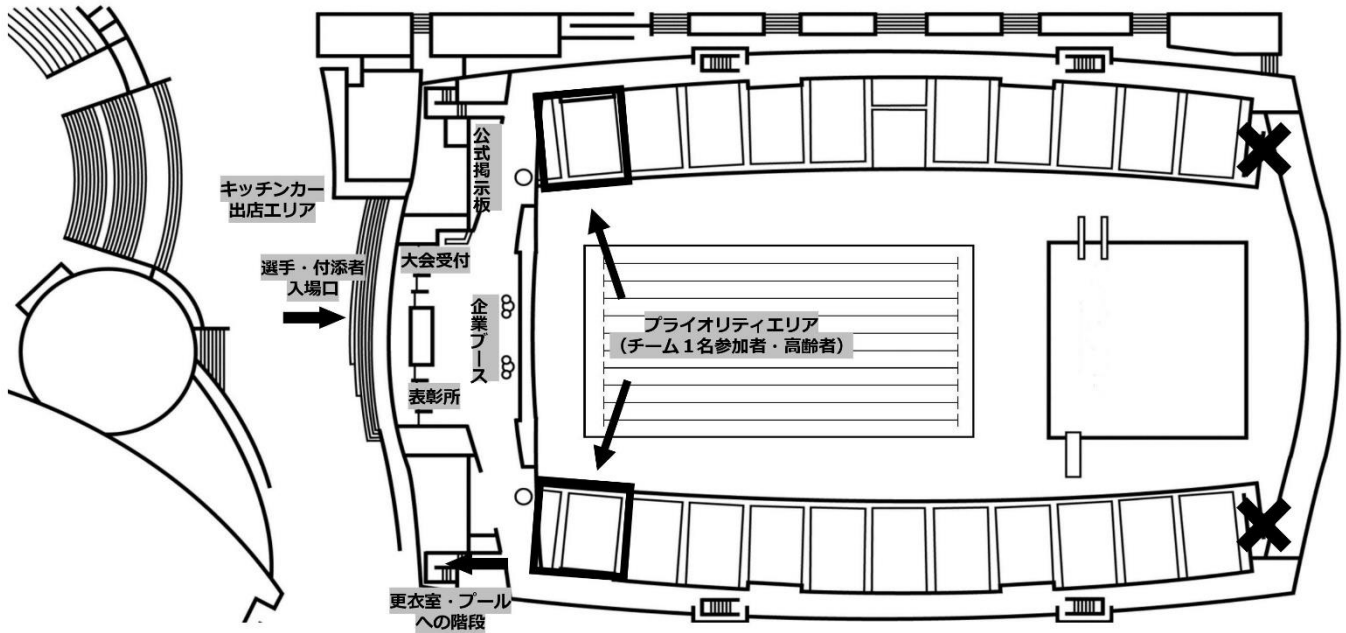 公式掲示板
キッチンカー
出店エリア
大会受付
選手・付添者
入場口
企業ブース
プライオリティエリア
（チーム１名参加者・高齢者）
表彰所
更衣室・プール
への階段